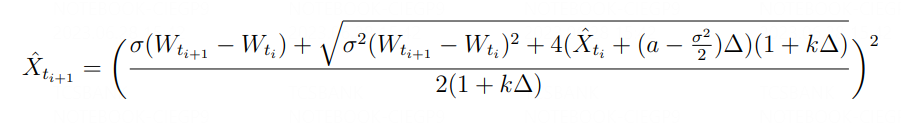 $$\hat{X}_{t_{i+1}} = \left( \frac{\sigma(W_{t_{i+1}} - W_{t_i}) + \sqrt{\sigma^2(W_{t_{i+1}} - W_{t_i})^2 + 4(\hat{X}_{t_i} + (a - \frac{\sigma^2}{2})\Delta)(1 + k\Delta)}}{2(1 + k\Delta)} \right)^2$$